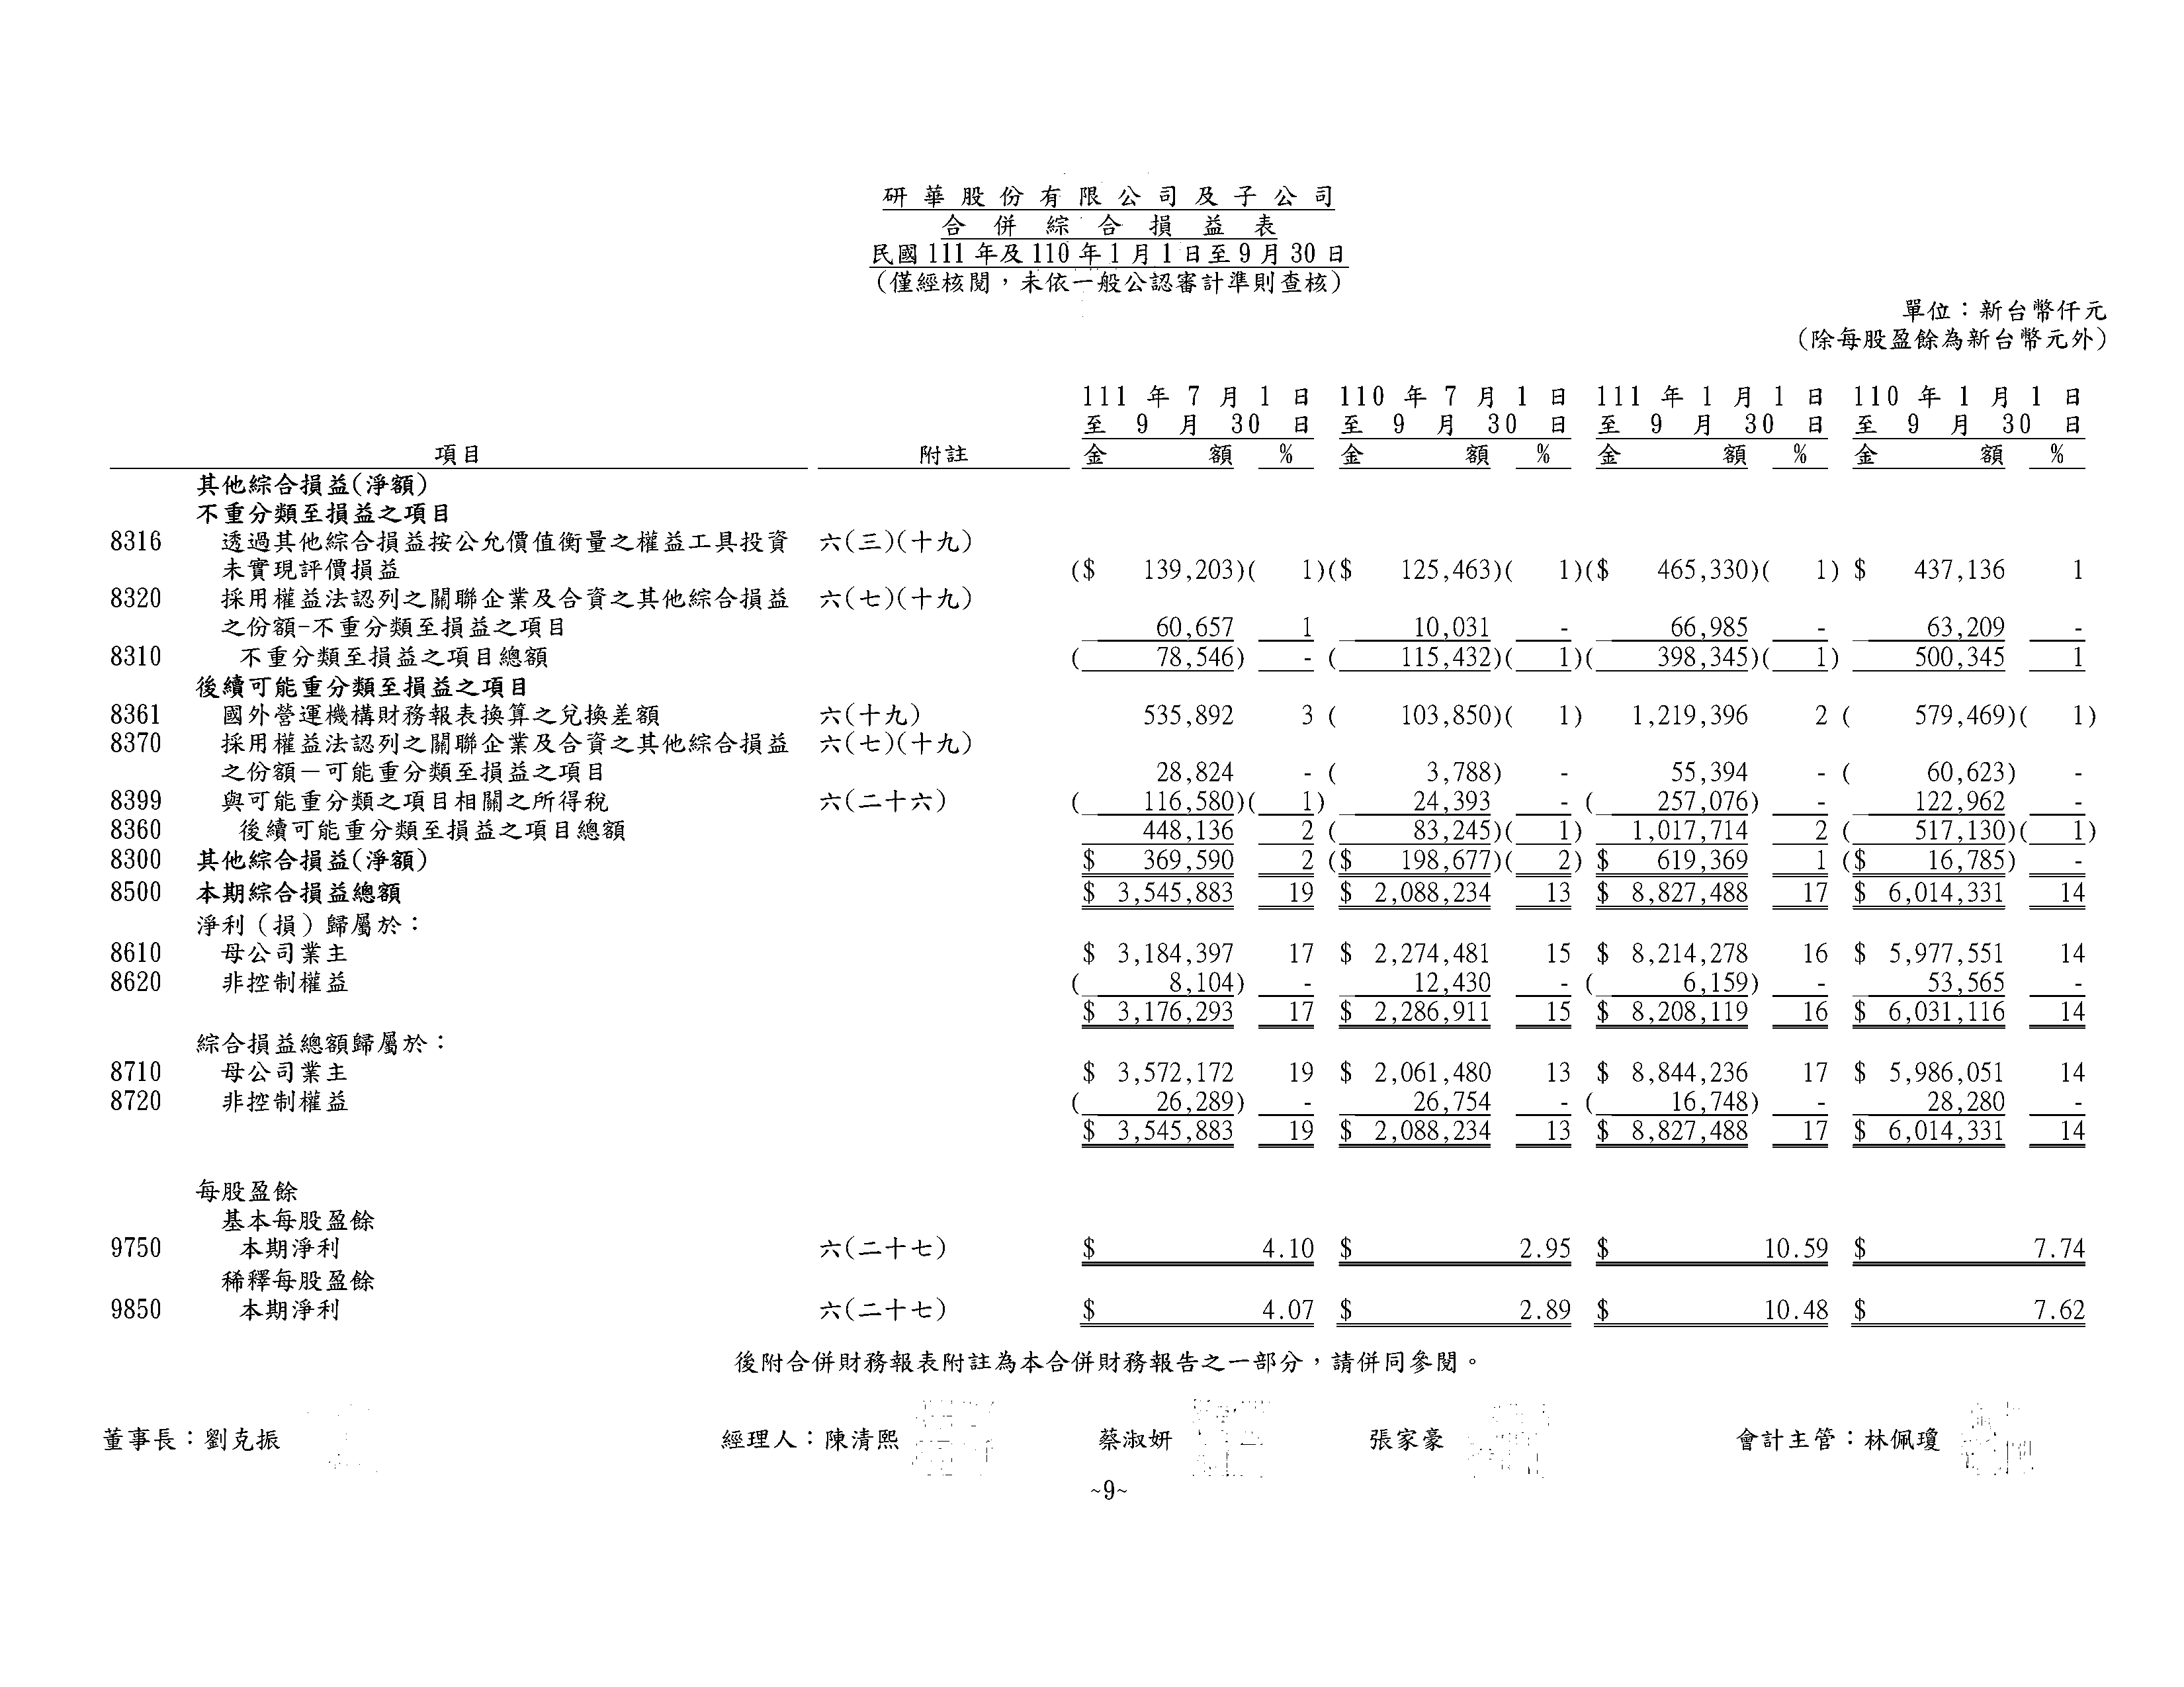 研華股份有限公司及子公司
合併綜合損益表
民國111年及110年1月1日至9月30日
(僅經核閱，未依一般公認審計準則查核)
單位：新台幣仟元
(除每股盈餘為新台幣元外)
111年7月1日 110年7月1日 111年1月1日 110年1月1日
至9月30日 至9月30日 至9月30日 至9月30日
項目 附註 金額 % 金額 % 金額 % 金額 %
其他綜合損益(淨額)
不重分類至損益之項目
8316 透過其他綜合損益按公允價值衡量之權益工具投資 六(三)(十九)
未實現評價損益 ($ 139,203)( 1)($ 125,463)( 1)($ 465,330)( 1) $ 437,136 1
8320 採用權益法認列之關聯企業及合資之其他綜合損益 六(七)(十九)
之份額-不重分類至損益之項目 60,657 1 10,031 - 66,985 - 63,209 -
8310 不重分類至損益之項目總額 ( 78,546) - ( 115,432)( 1)( 398,345)( 1) 500,345 1
後續可能重分類至損益之項目
8361 國外營運機構財務報表換算之兌換差額 六(十九) 535,892 3 ( 103,850)( 1) 1,219,396 2 ( 579,469)( 1)
8370 採用權益法認列之關聯企業及合資之其他綜合損益 六(七)(十九)
之份額－可能重分類至損益之項目 28,824 - ( 3,788) - 55,394 - ( 60,623) -
8399 與可能重分類之項目相關之所得稅 六(二十六) ( 116,580)( 1) 24,393 - ( 257,076) - 122,962 -
8360 後續可能重分類至損益之項目總額 448,136 2 ( 83,245)( 1) 1,017,714 2 ( 517,130)( 1)
8300 其他綜合損益(淨額) $ 369,590 2 ($ 198,677)( 2) $ 619,369 1 ($ 16,785) -
8500 本期綜合損益總額 $ 3,545,883 19 $ 2,088,234 13 $ 8,827,488 17 $ 6,014,331 14
淨利（損）歸屬於：
8610 母公司業主 $ 3,184,397 17 $ 2,274,481 15 $ 8,214,278 16 $ 5,977,551 14
8620 非控制權益 ( 8,104) - 12,430 - ( 6,159) - 53,565 -
$ 3,176,293 17 $ 2,286,911 15 $ 8,208,119 16 $ 6,031,116 14
綜合損益總額歸屬於：
8710 母公司業主 $ 3,572,172 19 $ 2,061,480 13 $ 8,844,236 17 $ 5,986,051 14
8720 非控制權益 ( 26,289) - 26,754 - ( 16,748) - 28,280 -
$ 3,545,883 19 $ 2,088,234 13 $ 8,827,488 17 $ 6,014,331 14
每股盈餘
基本每股盈餘
9750 本期淨利 六(二十七) $ 4.10 $ 2.95 $ 10.59 $ 7.74
稀釋每股盈餘
9850 本期淨利 六(二十七) $ 4.07 $ 2.89 $ 10.48 $ 7.62
後附合併財務報表附註為本合併財務報告之一部分，請併同參閱。
董事長：劉克振 經理人：陳清熙 蔡淑妍 張家豪 會計主管：林佩瓊
~9~